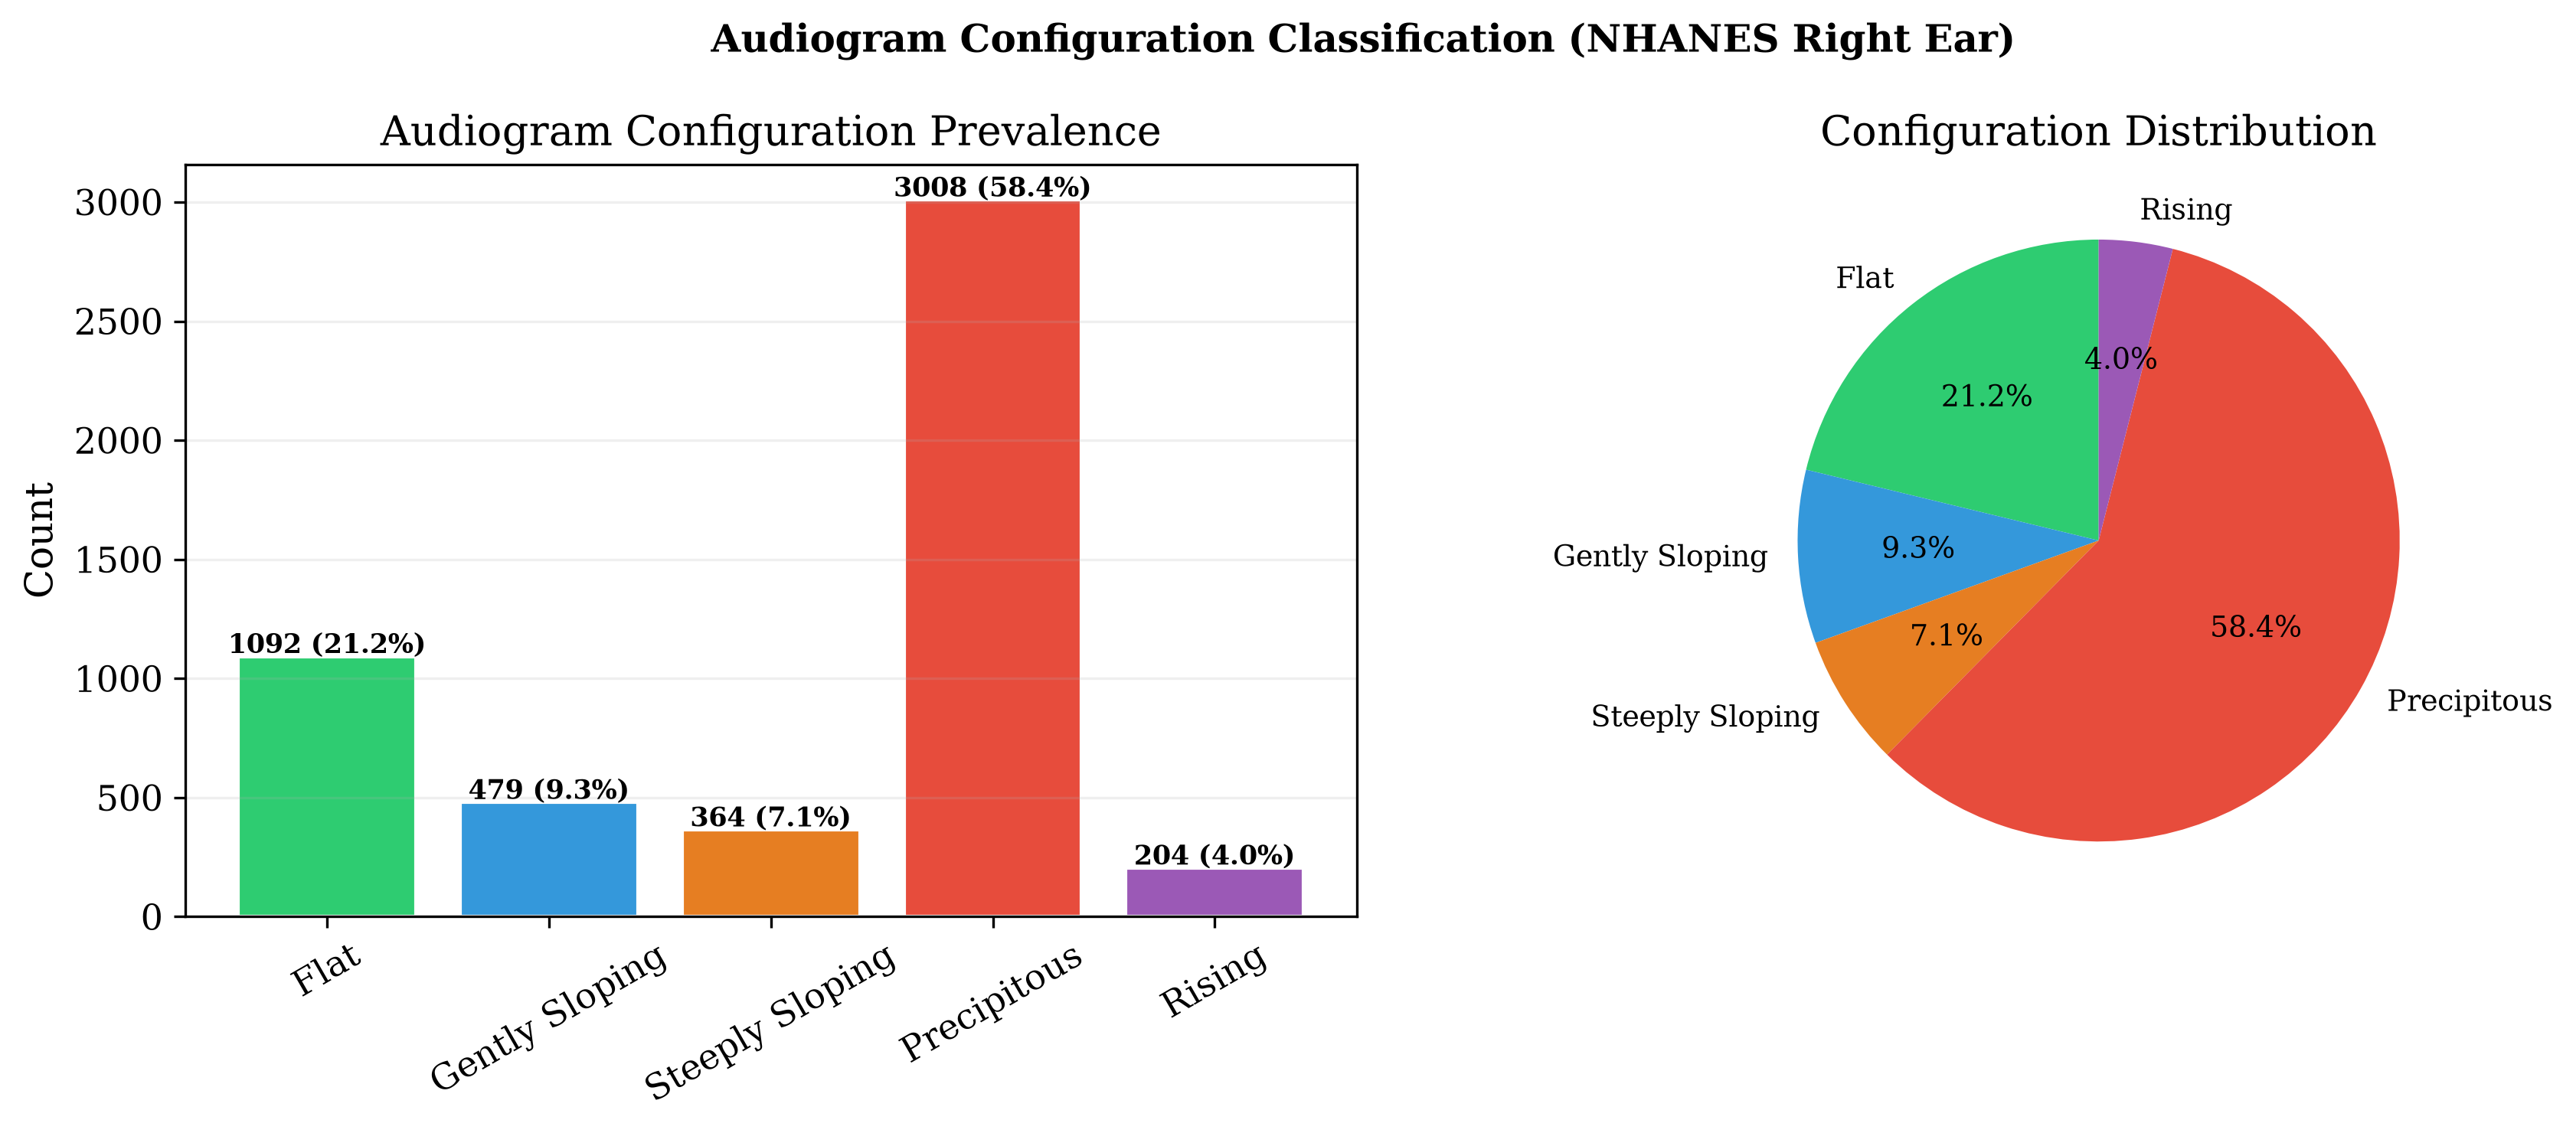 Audiogram Configuration Classification (NHANES Right Ear)
Audiogram Configuration Prevalence
Count
3000
2500
2000
1500
1000
500
0
1092 (21.2%)
479 (9.3%)
364 (7.1%)
3008 (58.4%)
204 (4.0%)
Flat
Gently Sloping
Steeply Sloping
Precipitous
Rising
Configuration Distribution
Rising
Flat
4.0%
21.2%
9.3%
Gently Sloping
58.4%
7.1%
Precipitous
Steeply Sloping